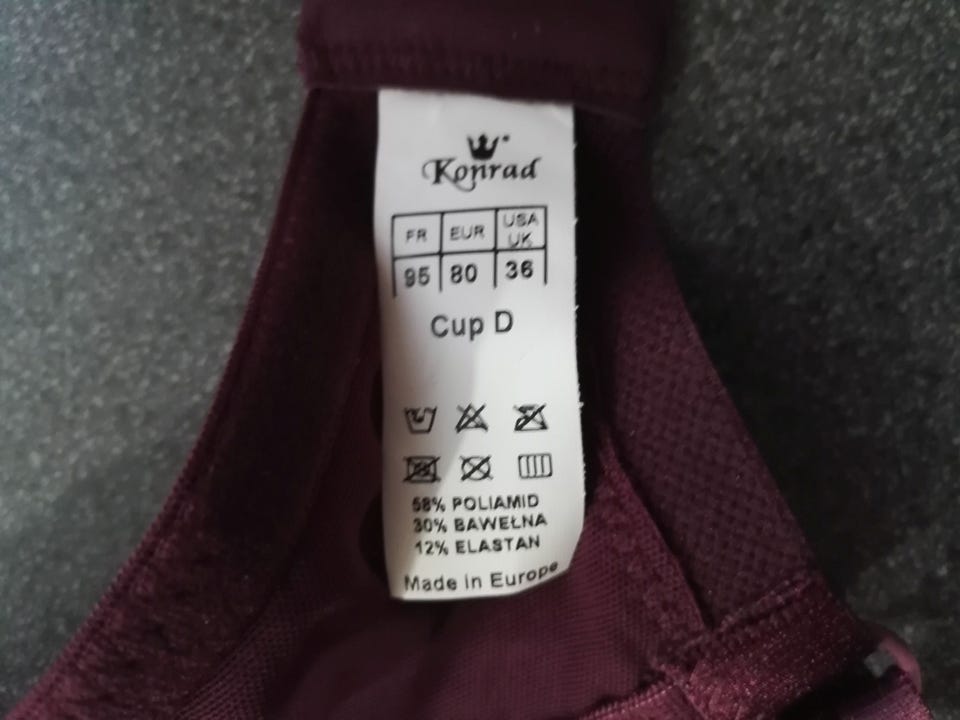 Konrad
FR EUR USA UK
95 80 36
Cup D
58% POLIAMID
30% BAWEŁNA
12% ELASTAN
Made in Europe